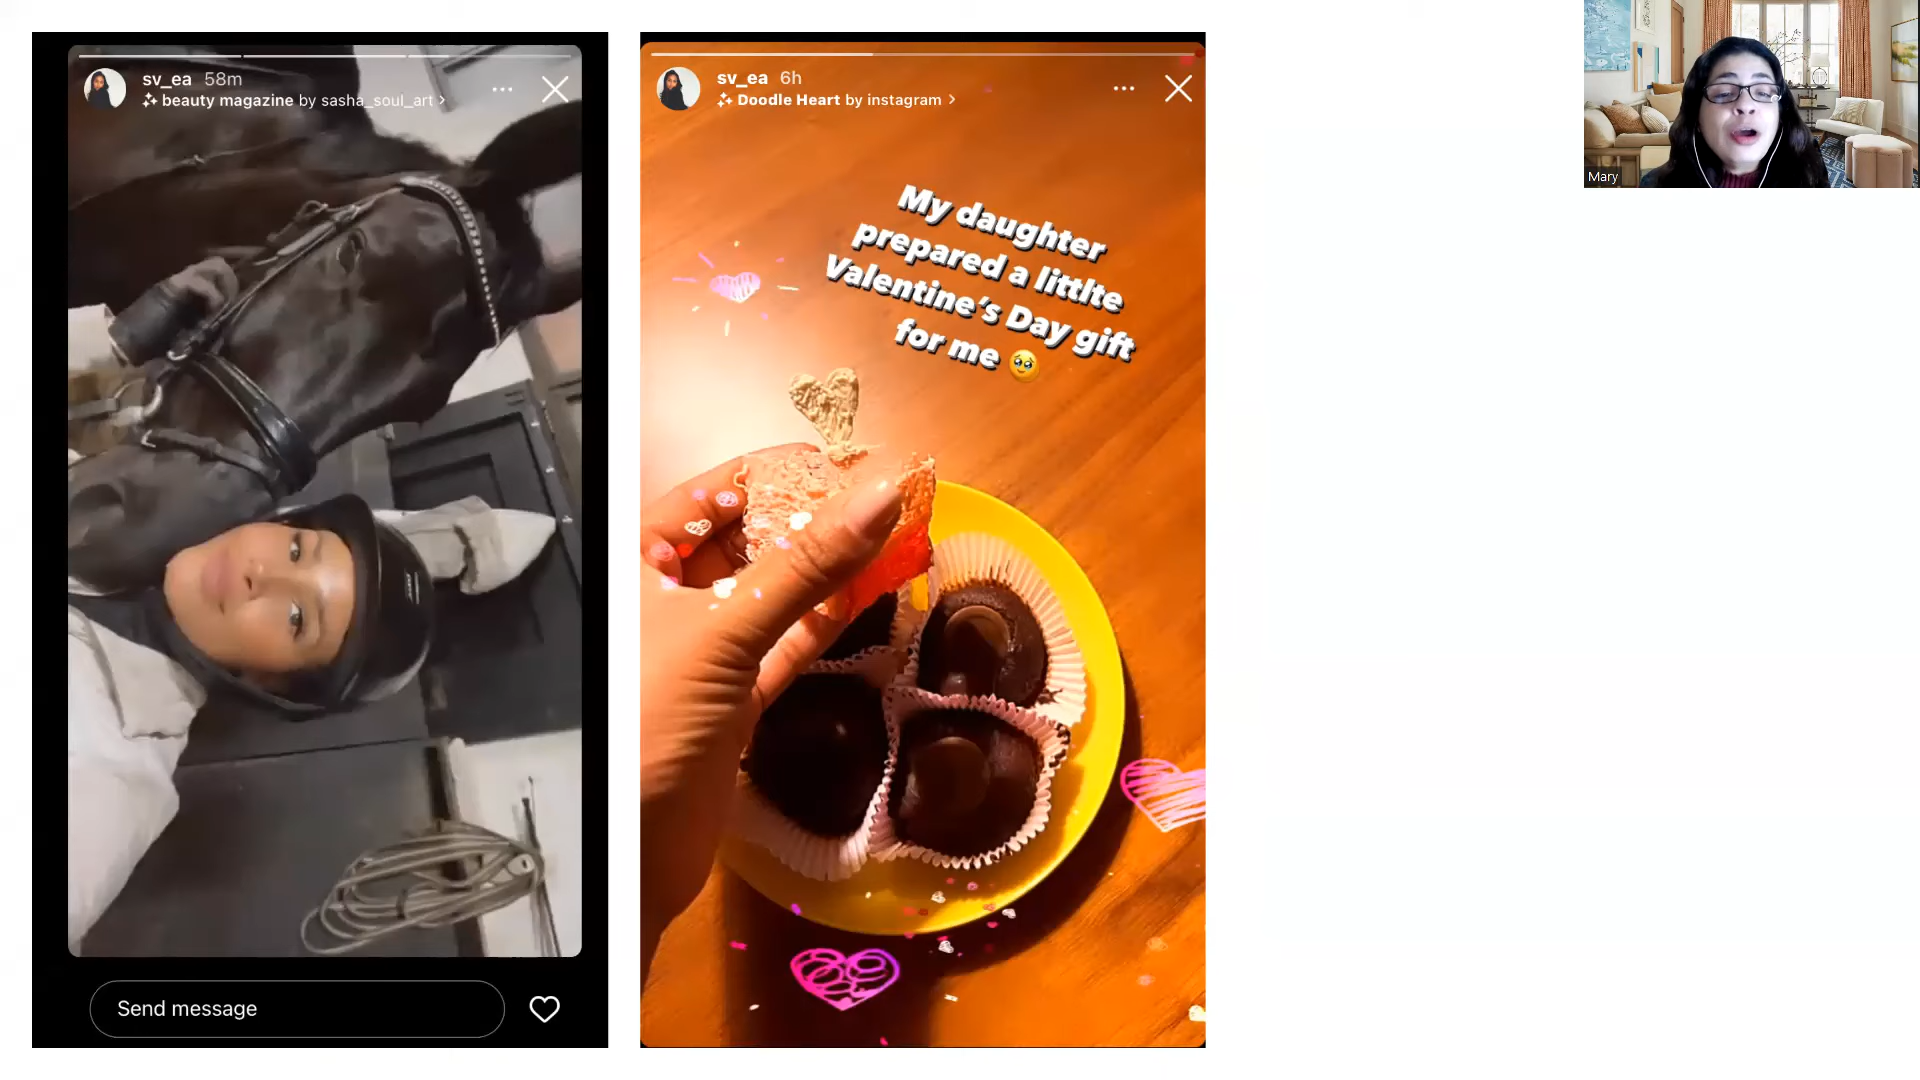 sv_ea 58m
beauty magazine by sasha_soul_art >
Send message
sv_ea 6h
Doodle Heart by instagram >
My daughter
prepared a littlte
Valentine's Day gift
for me 🥹
Mary